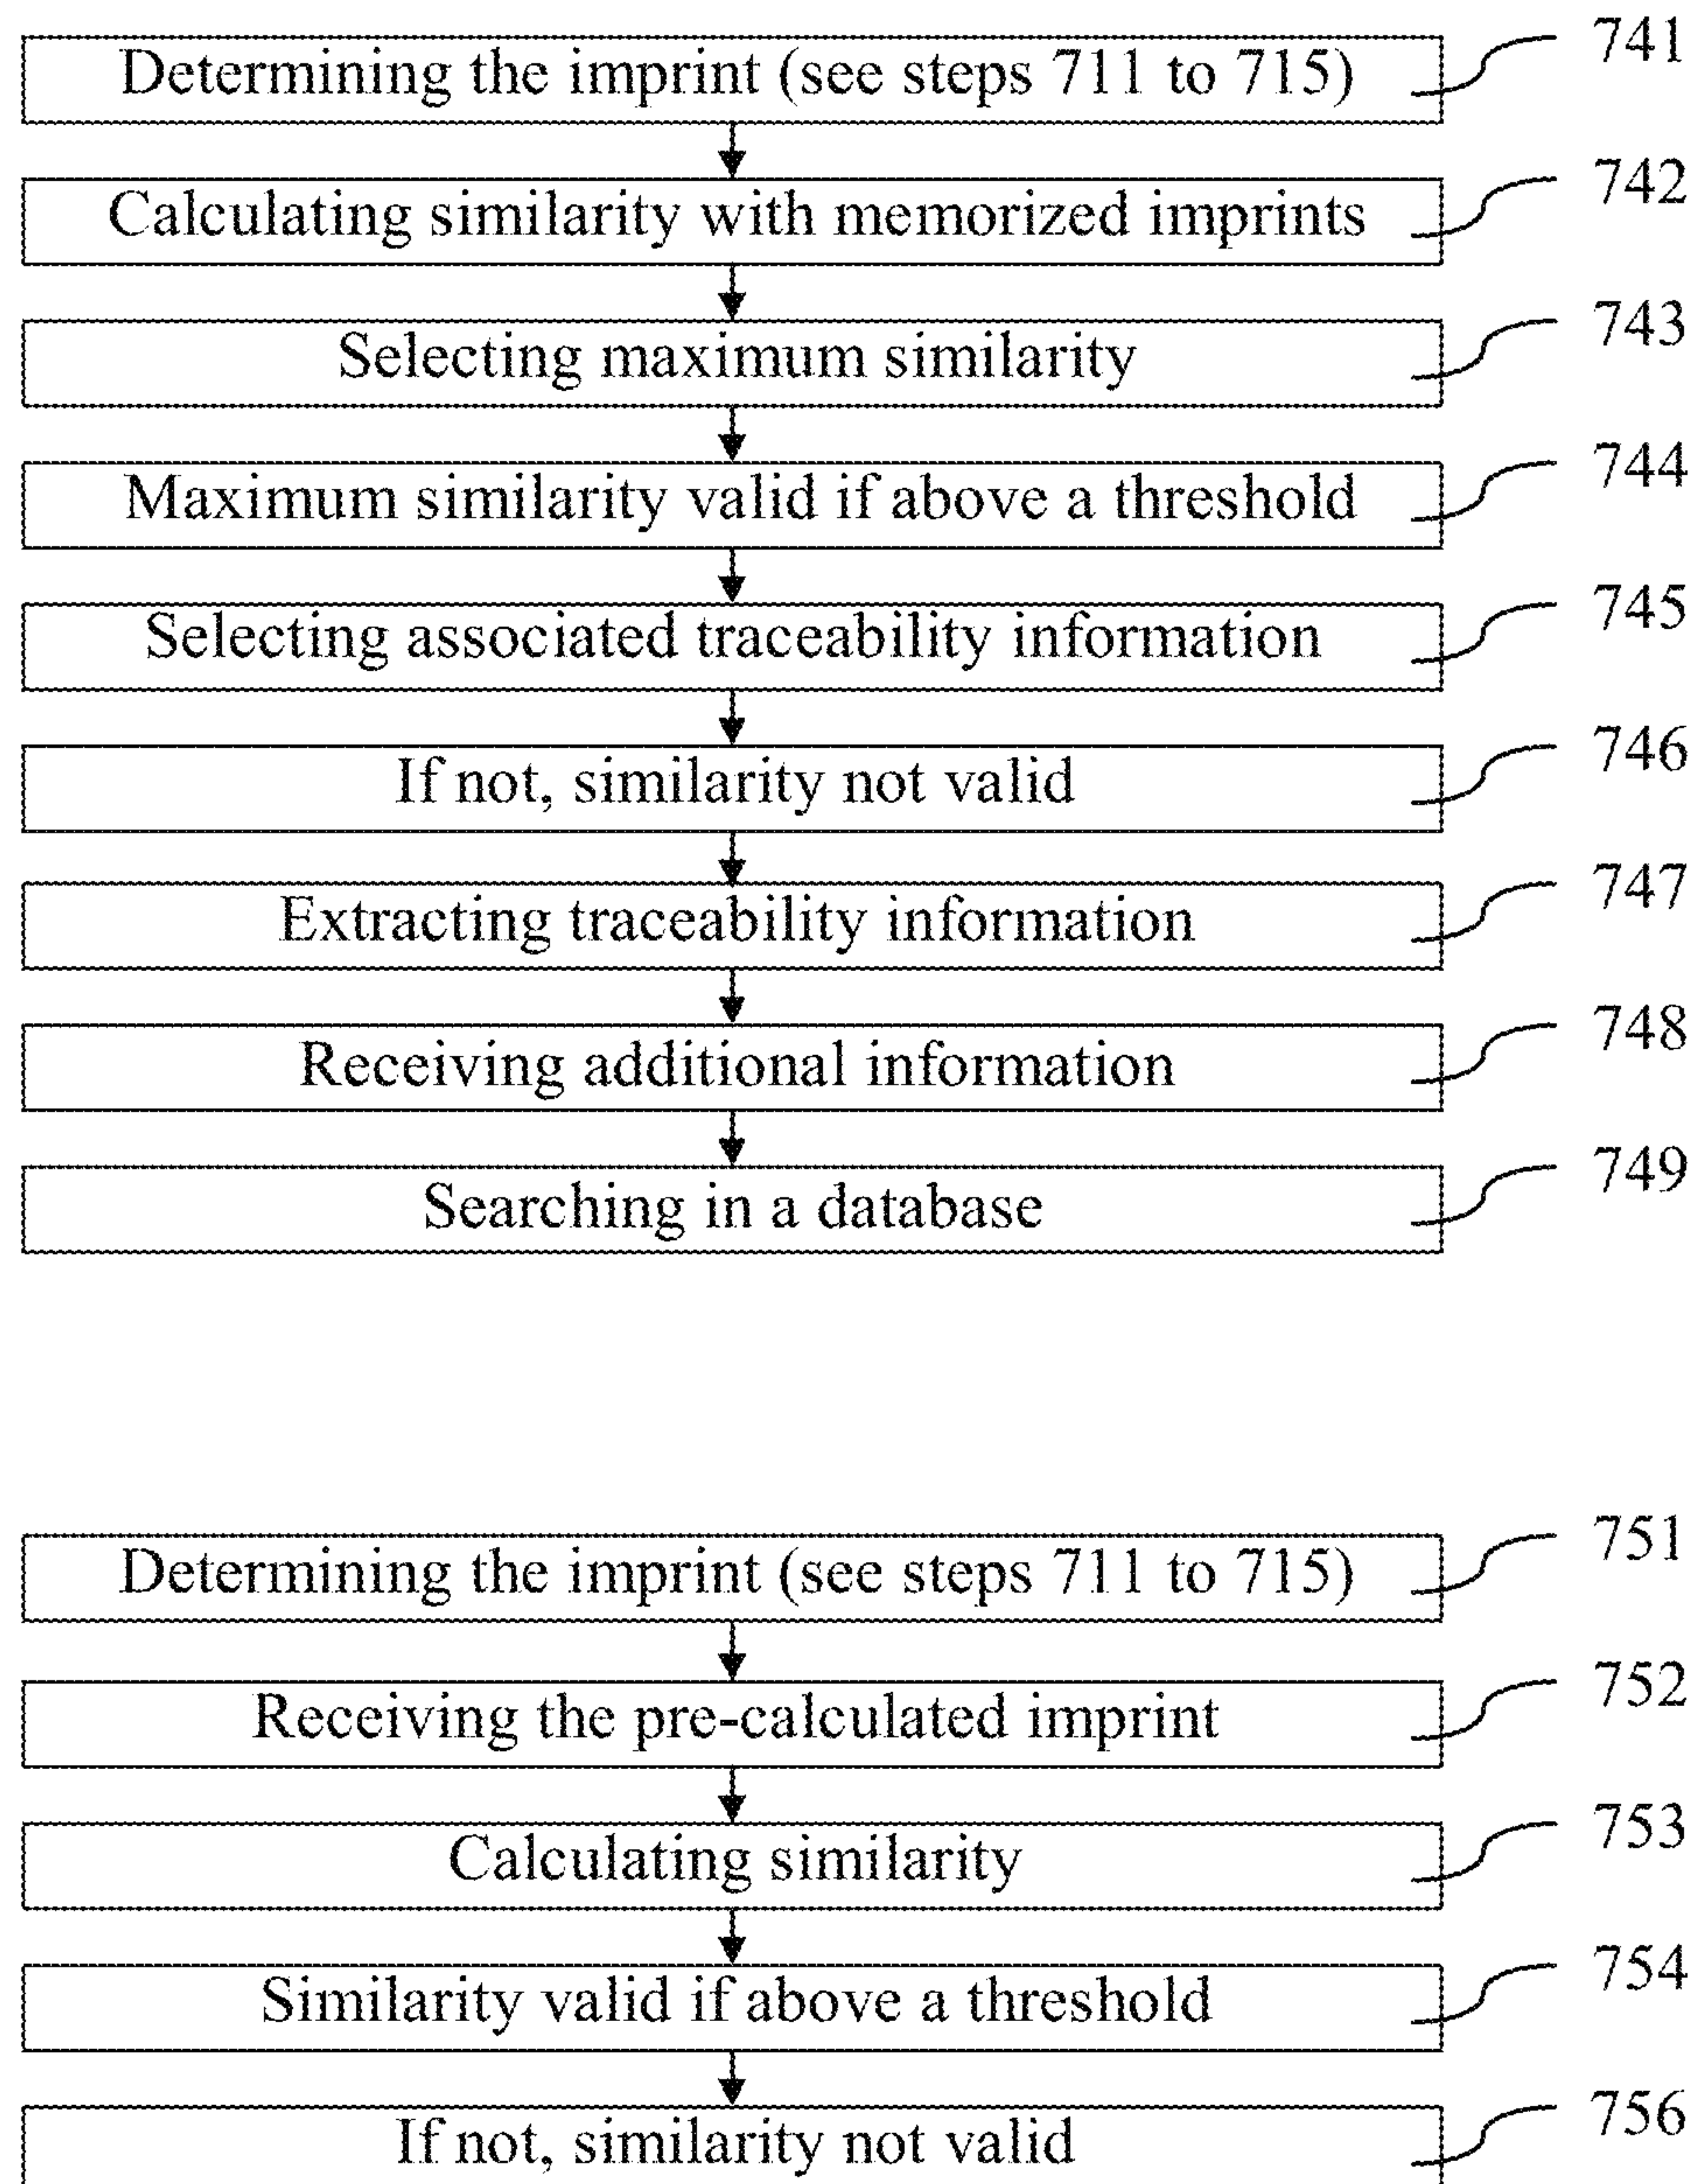 Determining the imprint (see steps 711 to 715) 741
Calculating similarity with memorized imprints 742
Selecting maximum similarity 743
Maximum similarity valid if above a threshold 744
Selecting associated traceability information 745
If not, similarity not valid 746
Extracting traceability information 747
Receiving additional information 748
Searching in a database 749
Determining the imprint (see steps 711 to 715) 751
Receiving the pre-calculated imprint 752
Calculating similarity 753
Similarity valid if above a threshold 754
If not, similarity not valid 756